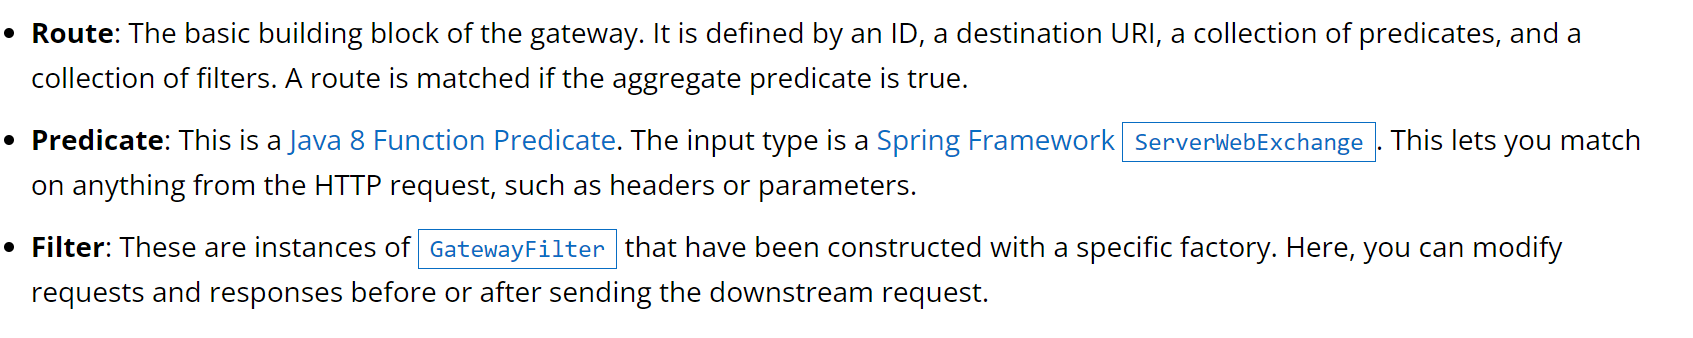 • Route: The basic building block of the gateway. It is defined by an ID, a destination URI, a collection of predicates, and a
collection of filters. A route is matched if the aggregate predicate is true.
• Predicate: This is a Java 8 Function Predicate. The input type is a Spring Framework ServerWebExchange. This lets you match
on anything from the HTTP request, such as headers or parameters.
• Filter: These are instances of GatewayFilter that have been constructed with a specific factory. Here, you can modify
requests and responses before or after sending the downstream request.